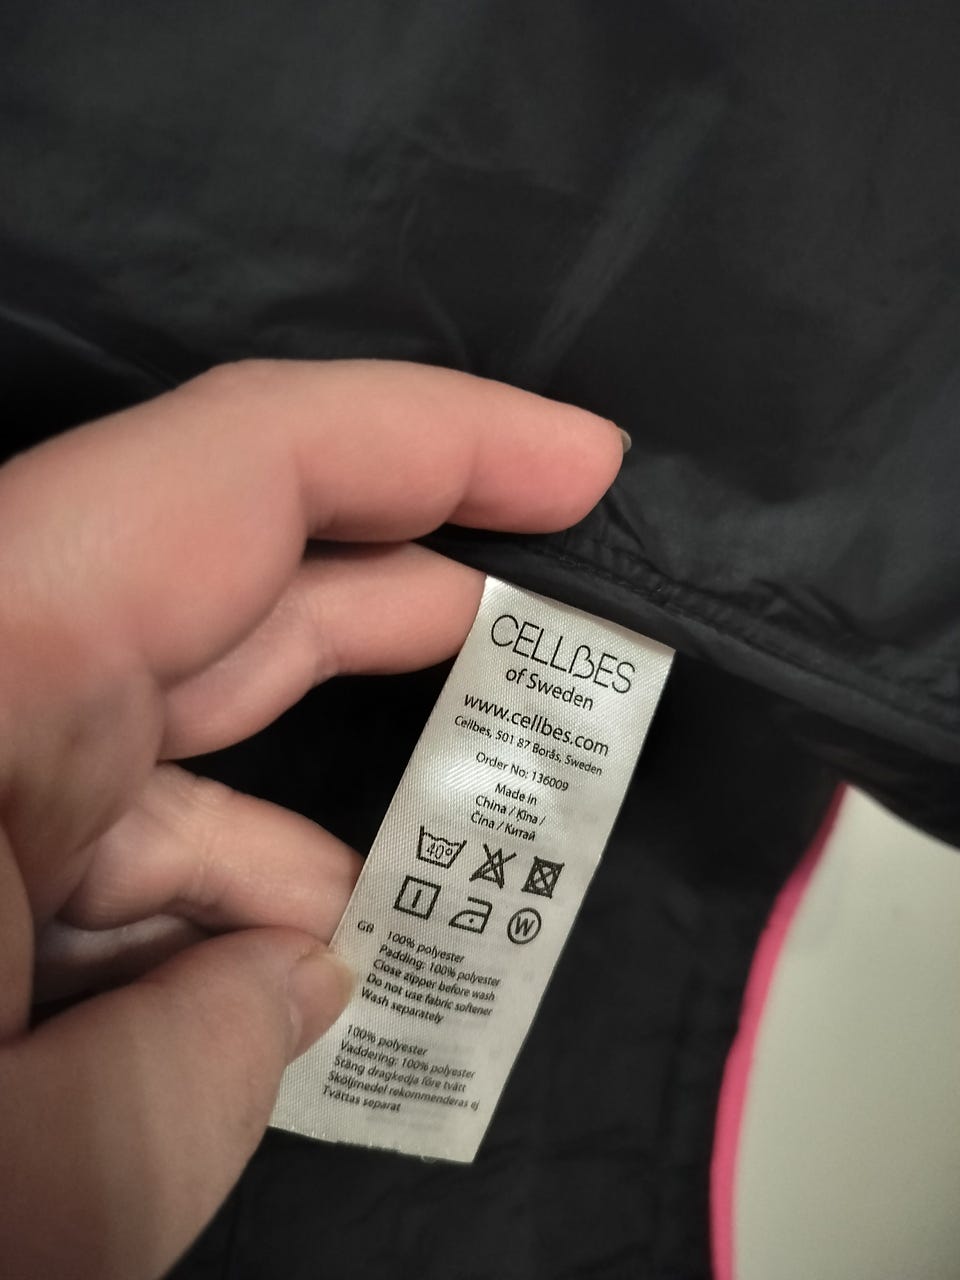 CELLBES
of Sweden
www.cellbes.com
Cellbes, 501 87 Borås, Sweden
Order No: 136009
Made in
China / Ķīna /
Čína / Китай
40°
W
GB 100% polyester
Padding: 100% polyester
Close zipper before wash
Do not use fabric softener
Wash separately
100% polyester
Vaddering: 100% polyester
Stäng dragkedja före tvätt
Sköljmedel rekommenderas ej
Tvättas separat